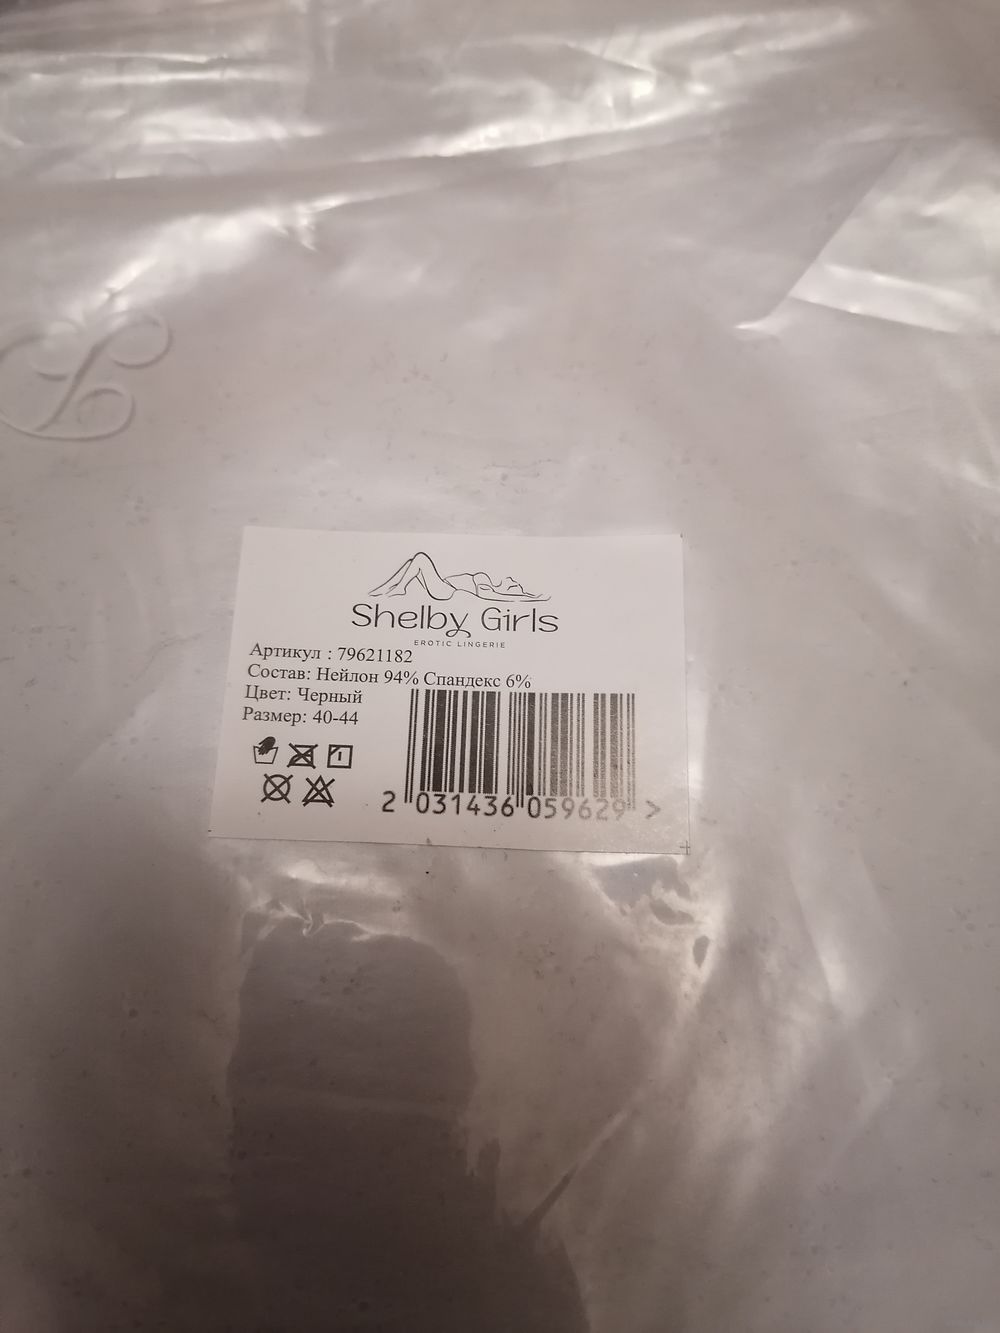 Shelby Girls
EROTIC LINGERIE
Артикул : 79621182
Состав: Нейлон 94% Спандекс 6%
Цвет: Черный
Размер: 40-44
2 031436 059629 >